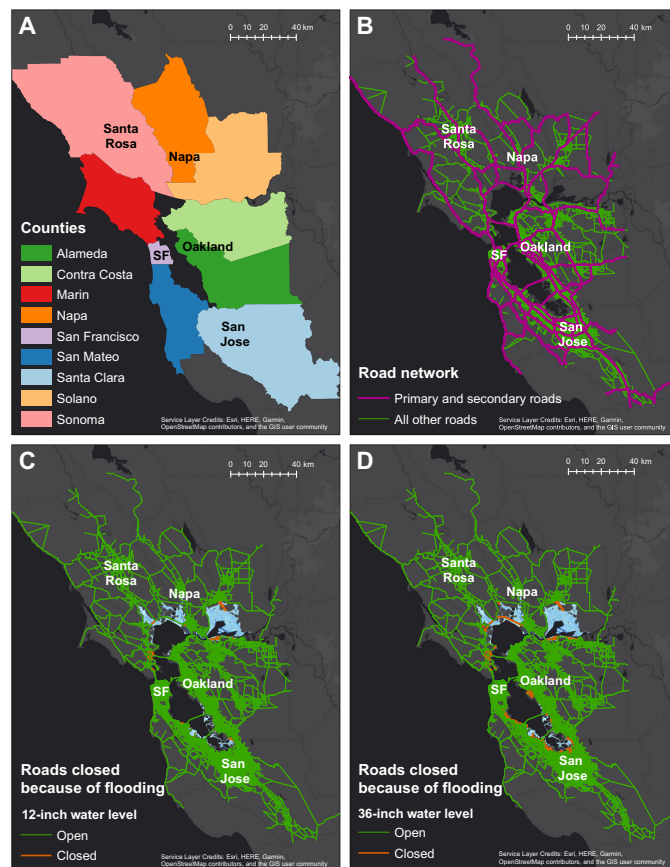 A
0 20 40 km
Santa
Rosa
Napa
Counties
Oakland
SF
Alameda
Contra Costa
Marin
Napa
San Francisco
San Mateo
Santa Clara
Solano
Sonoma
San
Jose
Service Layer Credits: Esri, HERE, Garmin,
OpenStreetMap contributors, and the GIS user community
B
0 20 40 km
Santa
Rosa
Napa
Oakland
SF
San
Jose
Road network
Primary and secondary roads
All other roads
Service Layer Credits: Esri, HERE, Garmin,
OpenStreetMap contributors, and the GIS user community
C
0 20 40 km
Santa
Rosa
Napa
Oakland
SF
San
Jose
Roads closed
because of flooding
12-inch water level
Open
Closed
Service Layer Credits: Esri, HERE, Garmin,
OpenStreetMap contributors, and the GIS user community
D
0 20 40 km
Santa
Rosa
Napa
Oakland
SF
San
Jose
Roads closed
because of flooding
36-inch water level
Open
Closed
Service Layer Credits: Esri, HERE, Garmin,
OpenStreetMap contributors, and the GIS user community